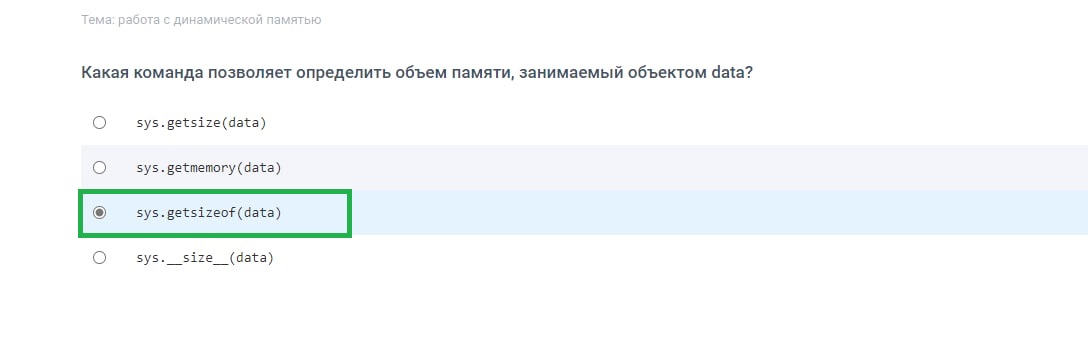 Тема: работа с динамической памятью
Какая команда позволяет определить объем памяти, занимаемый объектом data?
sys.getsize(data)
sys.getmemory(data)
sys.getsizeof(data)
sys.__size__(data)